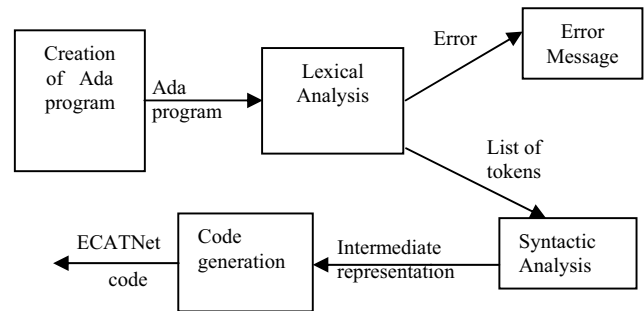 Creation
of Ada
program
Ada
program
Lexical
Analysis
Error
Error
Message
List of
tokens
Syntactic
Analysis
Intermediate
representation
Code
generation
ECATNet
code